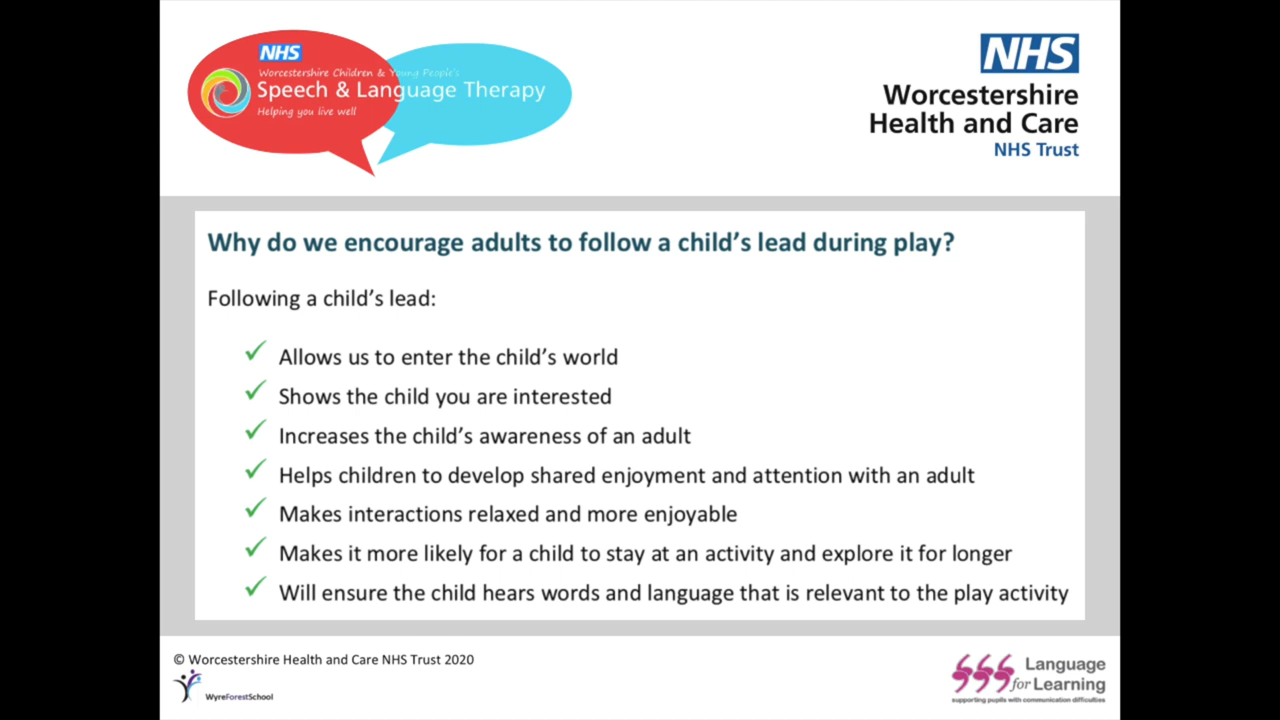 NHS
Worcestershire Children & Young People's
Speech & Language Therapy
Helping you live well
NHS
Worcestershire
Health and Care
NHS Trust
Why do we encourage adults to follow a child's lead during play?
Following a child's lead:
✓ Allows us to enter the child's world
✓ Shows the child you are interested
✓ Increases the child's awareness of an adult
✓ Helps children to develop shared enjoyment and attention with an adult
✓ Makes interactions relaxed and more enjoyable
✓ Makes it more likely for a child to stay at an activity and explore it for longer
✓ Will ensure the child hears words and language that is relevant to the play activity
© Worcestershire Health and Care NHS Trust 2020
WyreForestSchool
Language
for Learning
supporting pupils with communication difficulties